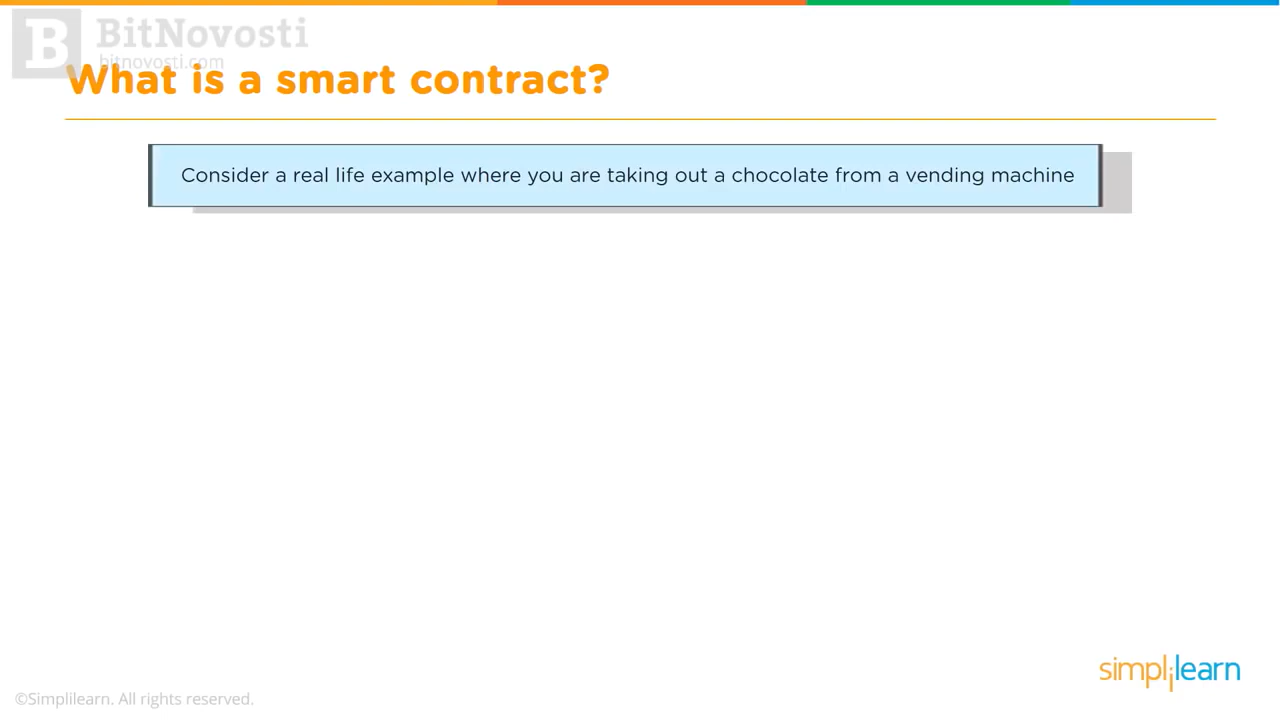 BitNovosti
bitnovosti.com
What is a smart contract?
Consider a real life example where you are taking out a chocolate from a vending machine
simplilearn
©Simplilearn. All rights reserved.